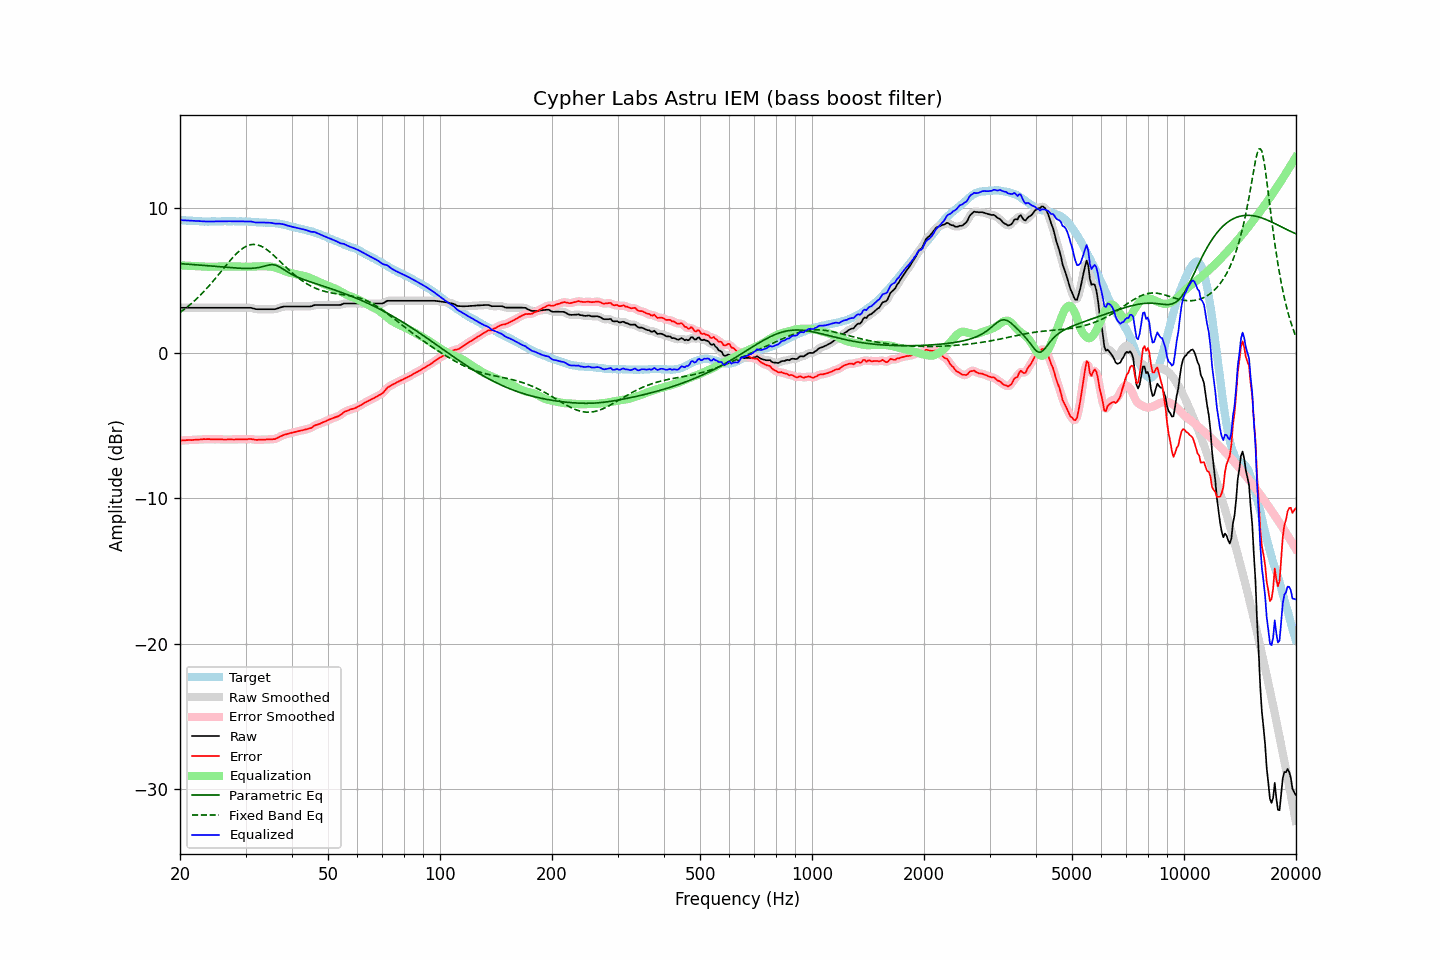 Cypher Labs Astru IEM (bass boost filter)
Amplitude (dBr)
10
0
−10
−20
−30
Target
Raw Smoothed
Error Smoothed
Raw
Error
Equalization
Parametric Eq
Fixed Band Eq
Equalized
20 50 100 200 500 1000 2000 5000 10000 20000
Frequency (Hz)